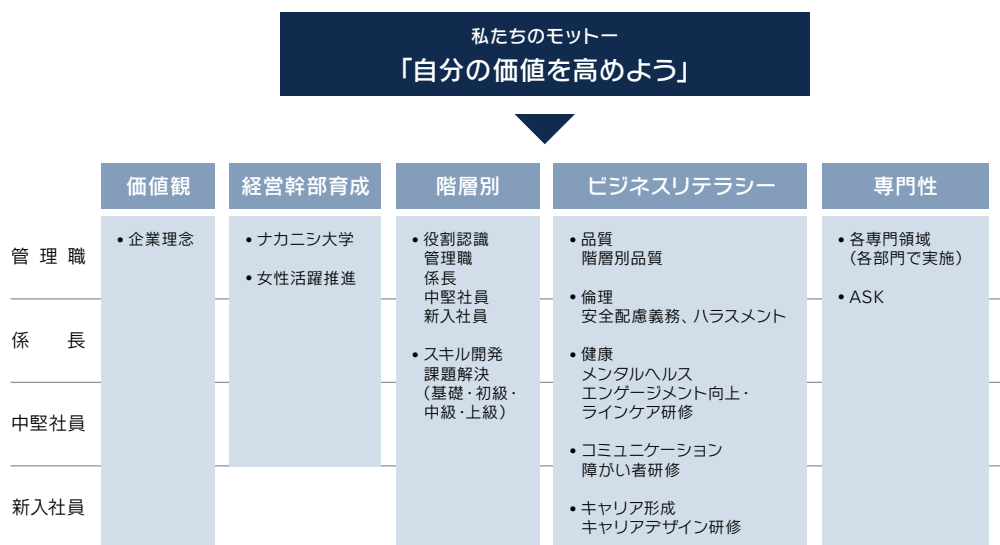 私たちのモットー
「自分の価値を高めよう」
価値観
経営幹部育成
階層別
ビジネスリテラシー
専門性
管理職
係長
中堅社員
新入社員
• 企業理念
• ナカニシ大学
• 女性活躍推進
• 役割認識
管理職
係長
中堅社員
新入社員
• スキル開発
課題解決
（基礎・初級・
中級・上級）
• 品質
階層別品質
• 倫理
安全配慮義務、ハラスメント
• 健康
メンタルヘルス
エンゲージメント向上・
ラインケア研修
• コミュニケーション
障がい者研修
• キャリア形成
キャリアデザイン研修
• 各専門領域
（各部門で実施）
• ASK